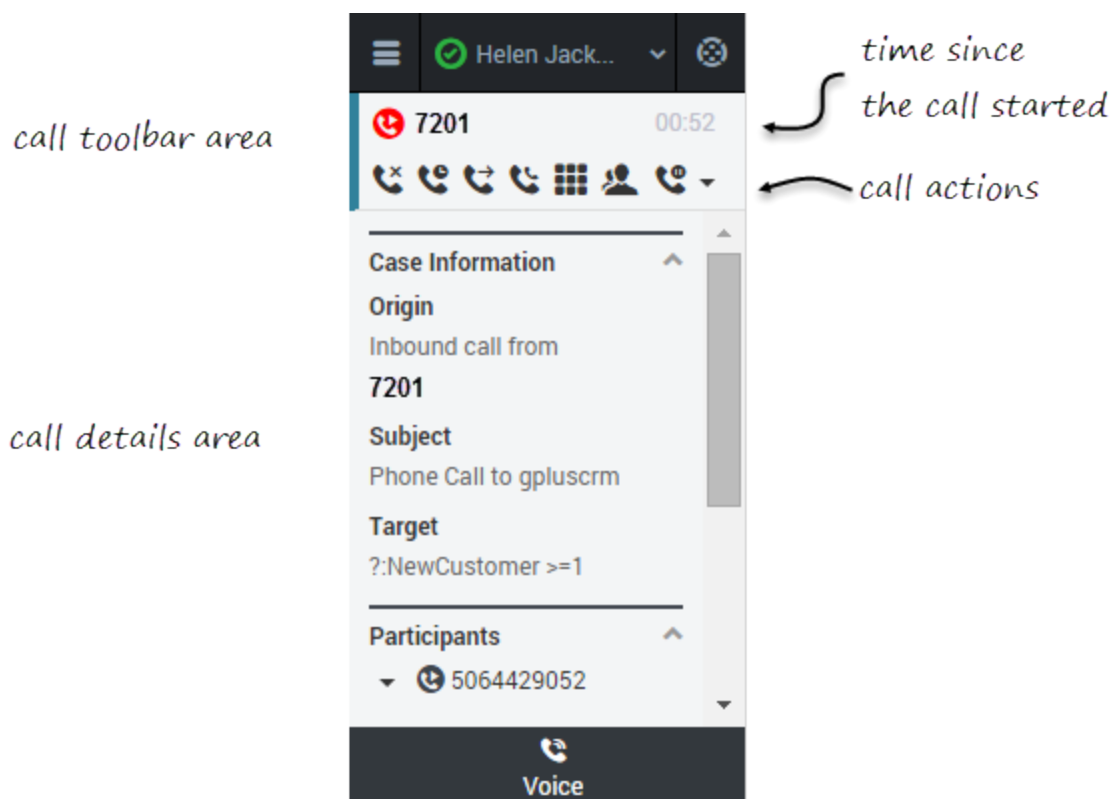 Helen Jack...
time since
the call started
7201
00:52
call toolbar area
call actions
Case Information
Origin
Inbound call from
7201
call details area
Subject
Phone Call to gpluscrm
Target
?:NewCustomer >=1
Participants
5064429052
Voice